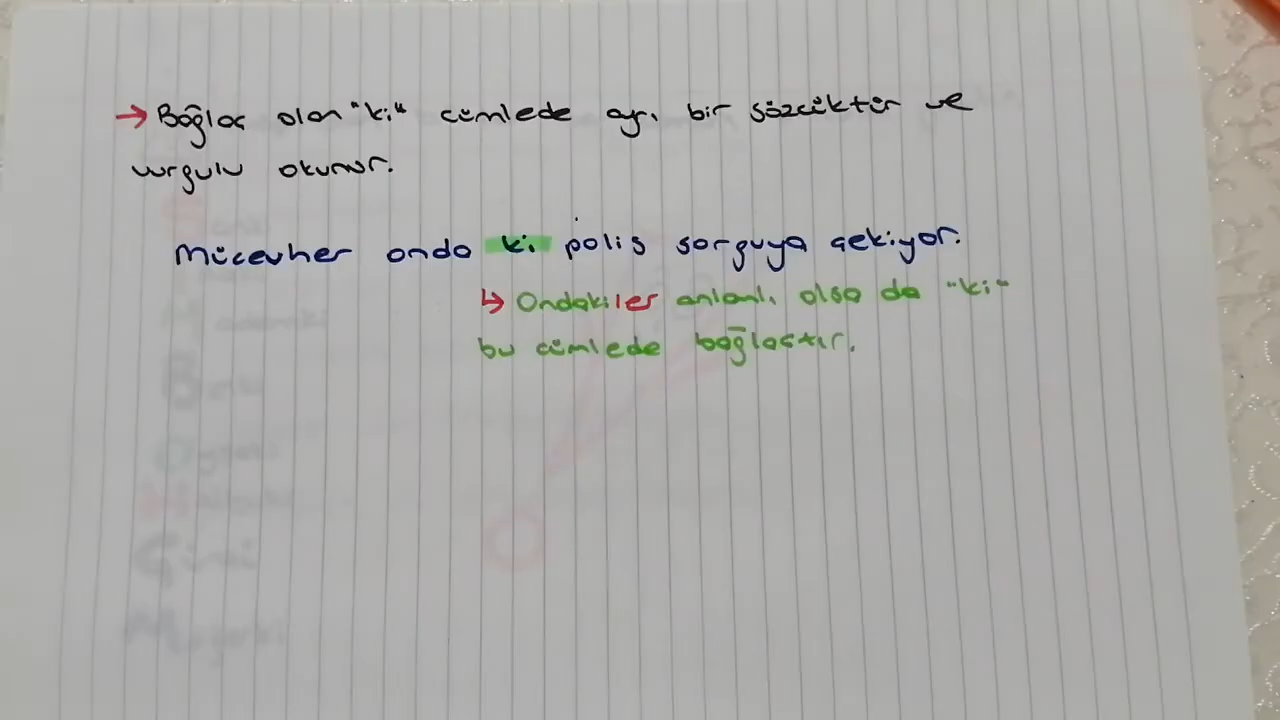 → Bağlaç olan "ki" cümlede ayrı bir sözcüktür ve
vurgulu okunur.
Mücevher onda ki polis sorguya çekiyor.
↳ Ondakiler anlamlı olsa da "ki"
bu cümlede bağlaçtır.